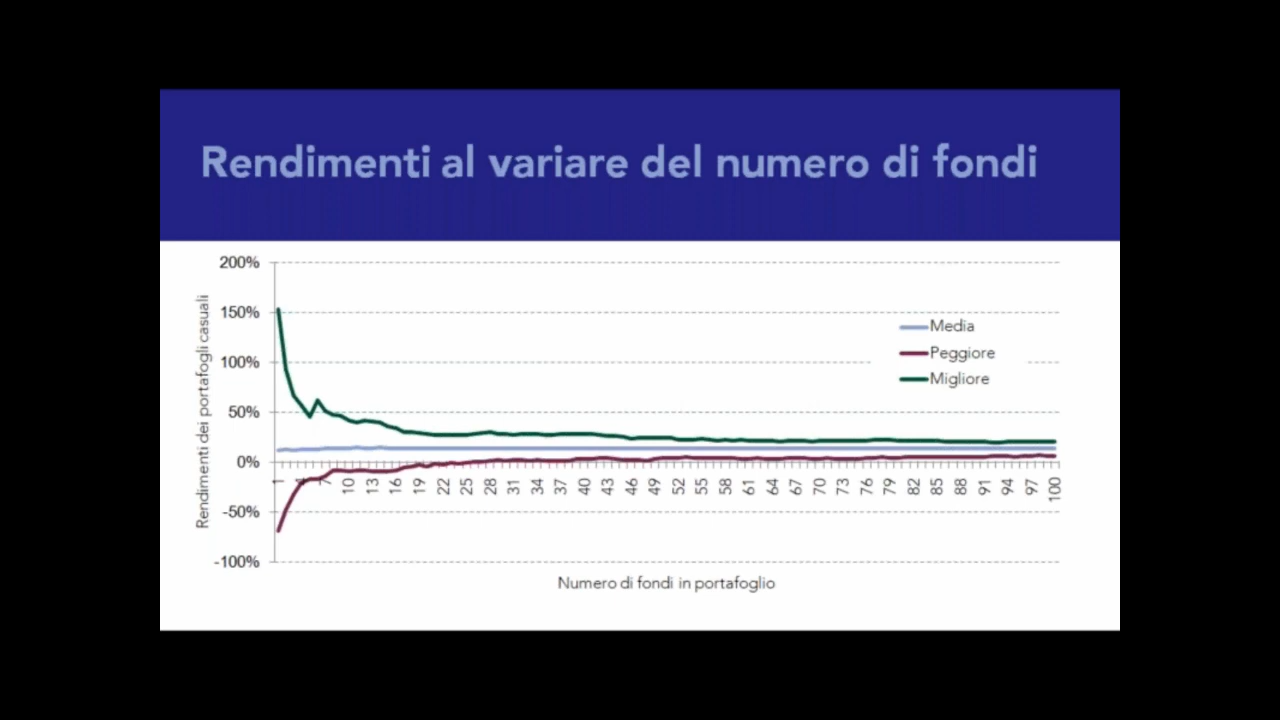 Rendimenti al variare del numero di fondi
200%
150%
100%
50%
0%
-50%
-100%
Rendimenti dei portafogli casuali
Media
Peggiore
Migliore
1 4 7 10 13 16 19 22 25 28 31 34 37 40 43 46 49 52 55 58 61 64 67 70 73 76 79 82 85 88 91 94 97 100
Numero di fondi in portafoglio